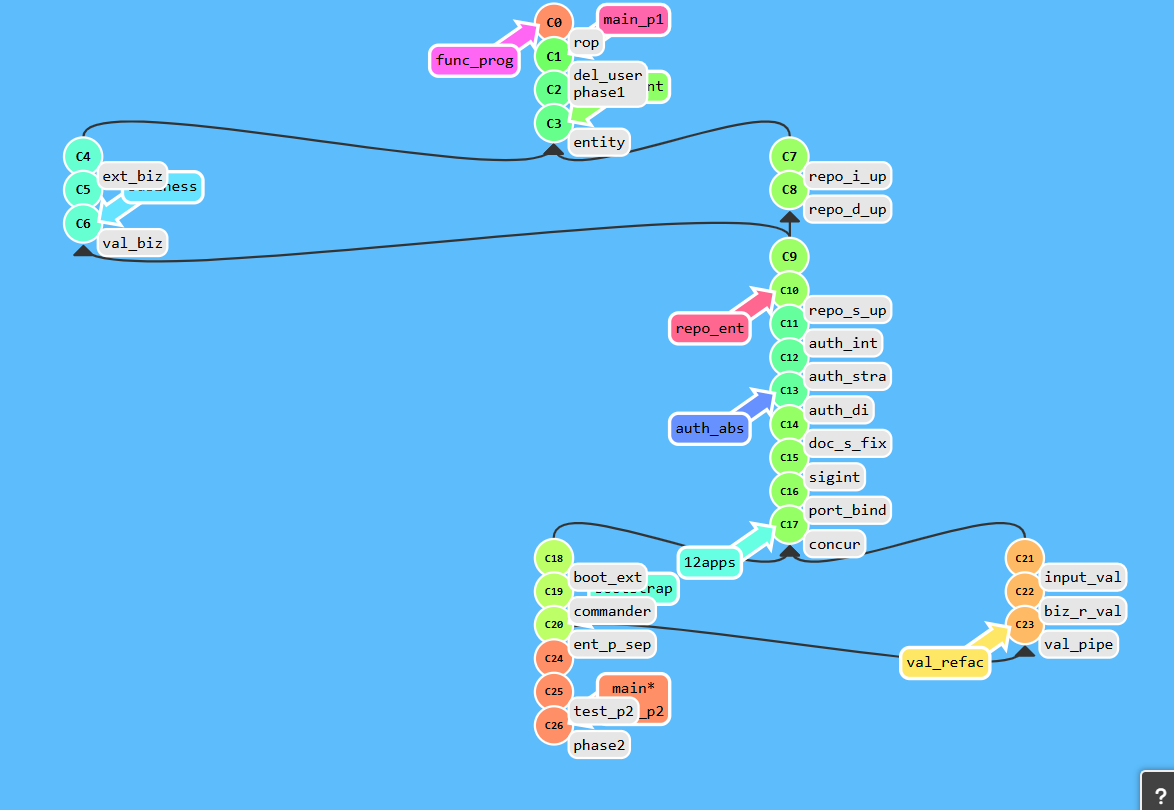 C0
main_p1
rop
func_prog
C1
del_user
C2
phase1
nt
C3
entity
C4
ext_biz
C5
C6
val_biz
C7
repo_i_up
C8
repo_d_up
C9
C10
repo_s_up
repo_ent
C11
auth_int
C12
auth_stra
C13
auth_di
auth_abs
C14
doc_s_fix
C15
sigint
C16
port_bind
C17
concur
12apps
C18
boot_ext
C19
commander
C20
ent_p_sep
C21
input_val
C22
biz_r_val
C23
val_pipe
val_refac
C24
C25
main*
test_p2
_p2
C26
phase2
?